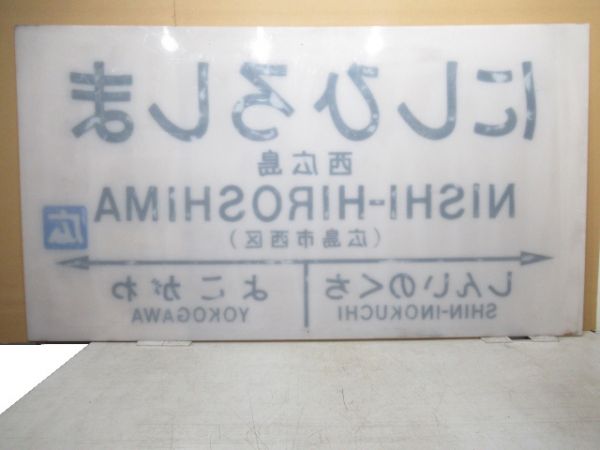 にしひろしま
西広島
NISHI-HIROSHIMA
広
(広島市西区)
しんいのくち
よこがわ
SHIN-INOKUCHI
YOKOGAWA